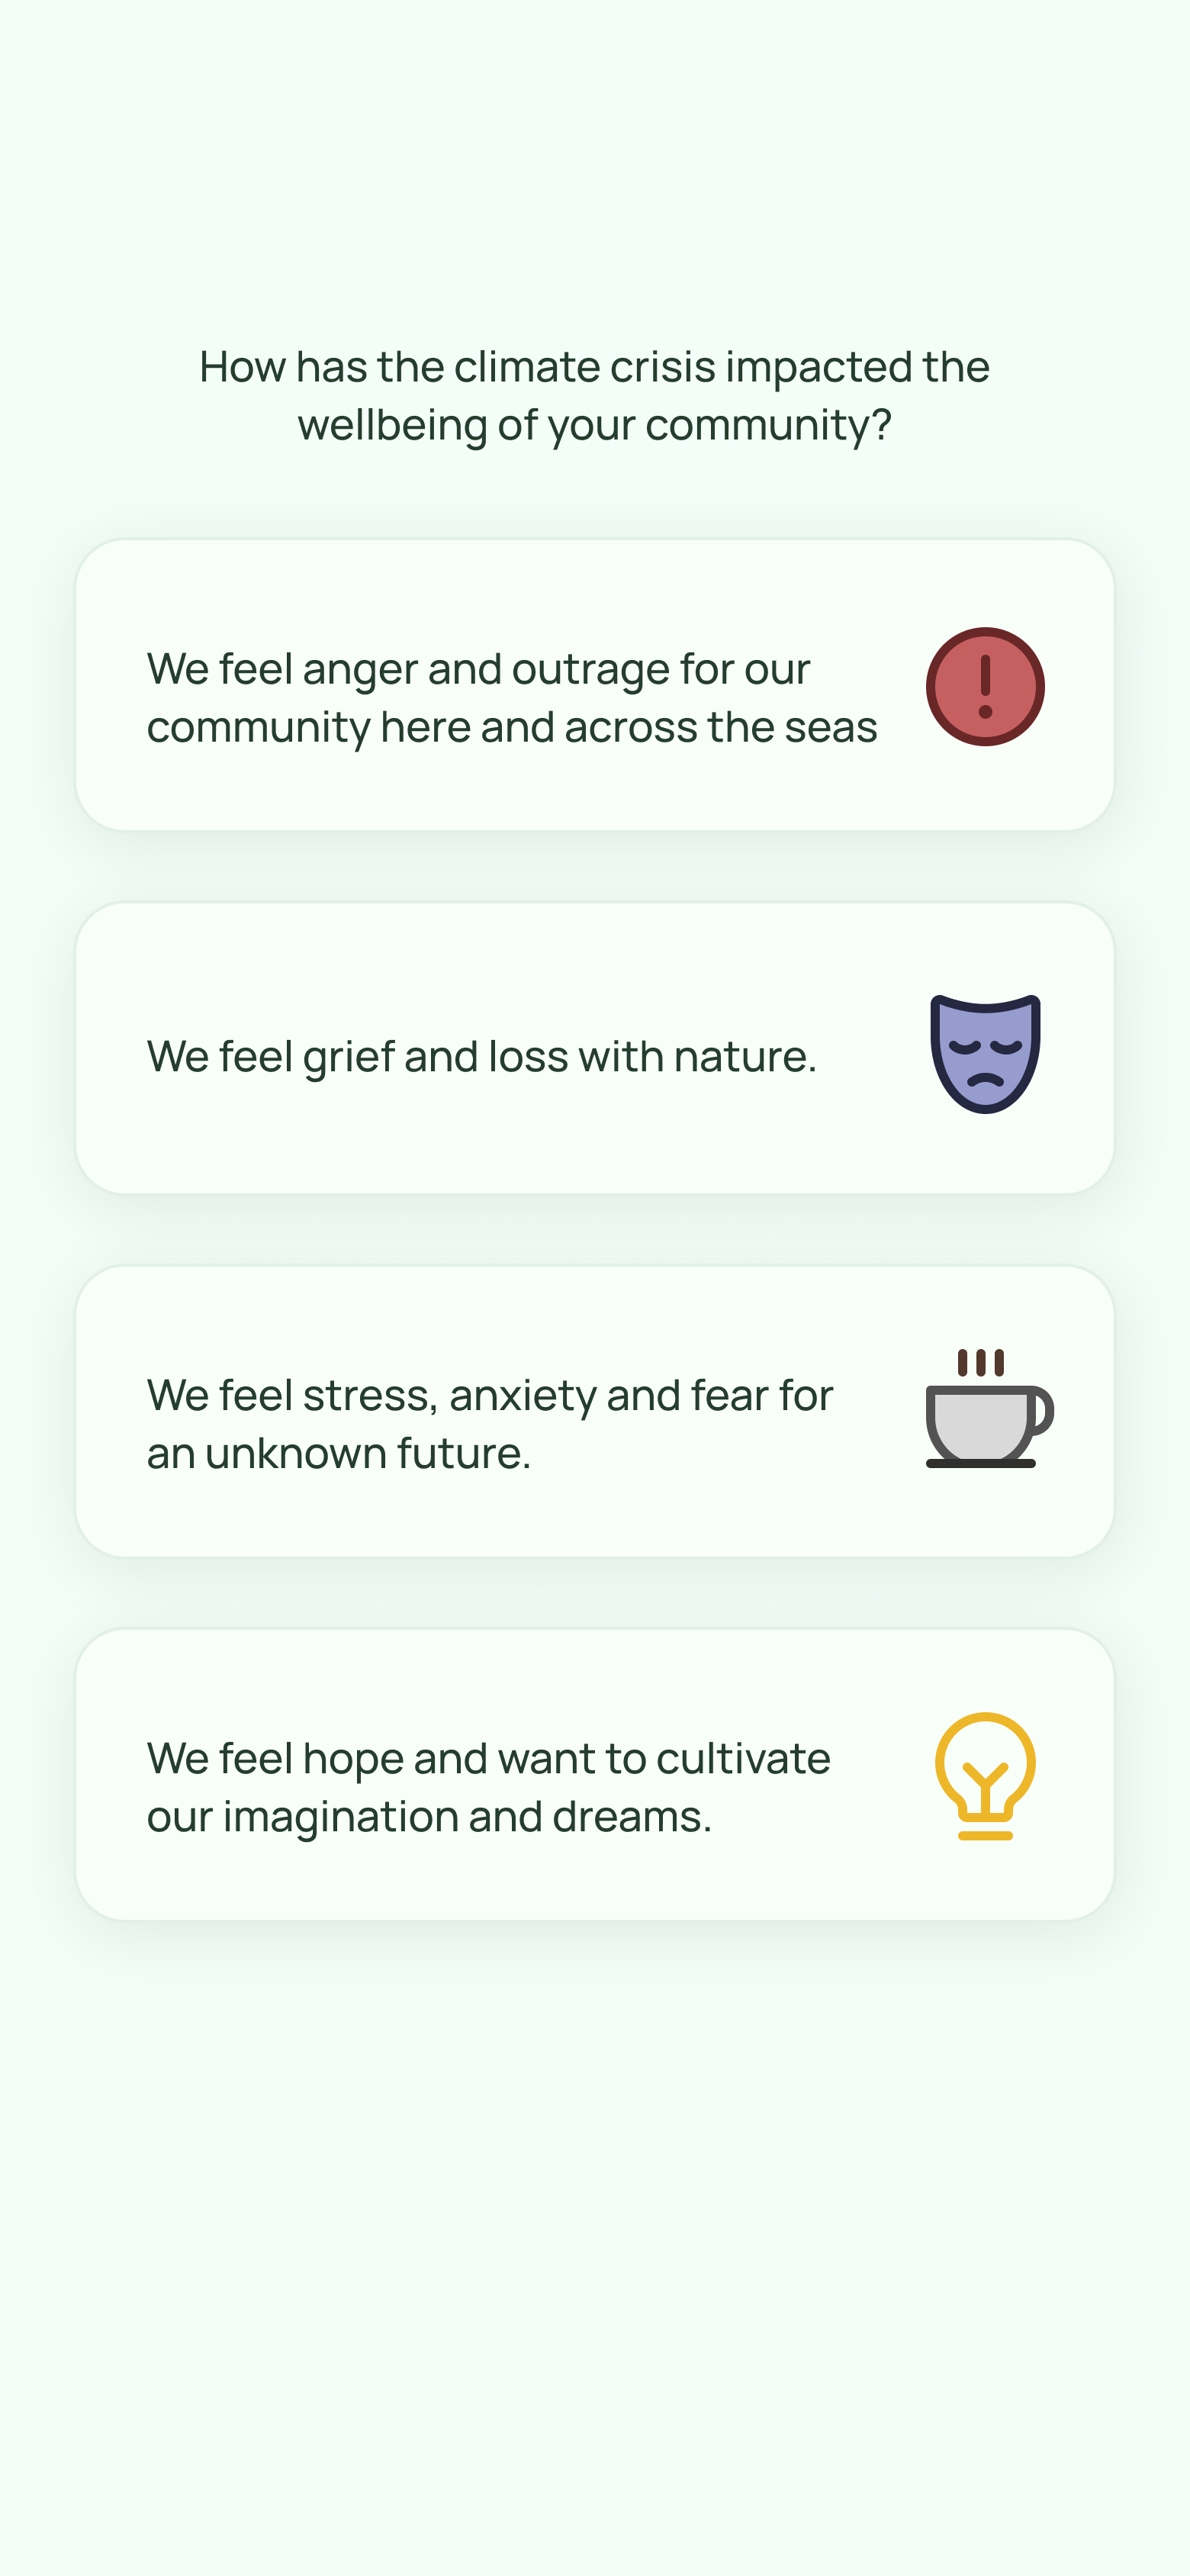 How has the climate crisis impacted the
wellbeing of your community?
We feel anger and outrage for our
community here and across the seas
We feel grief and loss with nature.
We feel stress, anxiety and fear for
an unknown future.
We feel hope and want to cultivate
our imagination and dreams.